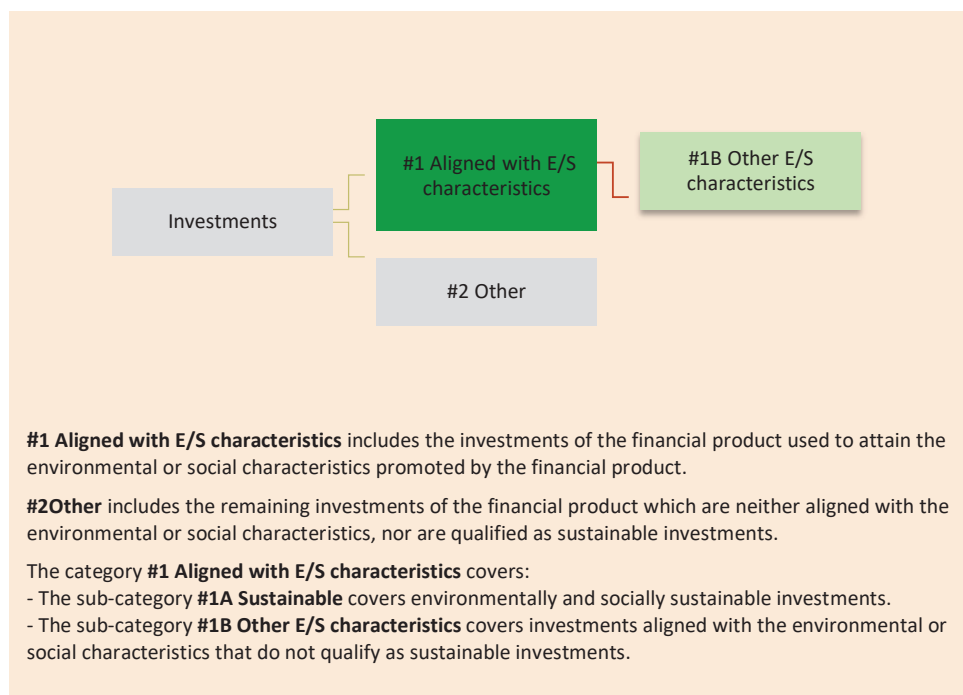 #1 Aligned with E/S
characteristics
#1B Other E/S
characteristics
Investments
#2 Other
#1 Aligned with E/S characteristics includes the investments of the financial product used to attain the
environmental or social characteristics promoted by the financial product.
#2Other includes the remaining investments of the financial product which are neither aligned with the
environmental or social characteristics, nor are qualified as sustainable investments.
The category #1 Aligned with E/S characteristics covers:
- The sub-category #1A Sustainable covers environmentally and socially sustainable investments.
- The sub-category #1B Other E/S characteristics covers investments aligned with the environmental or
social characteristics that do not qualify as sustainable investments.